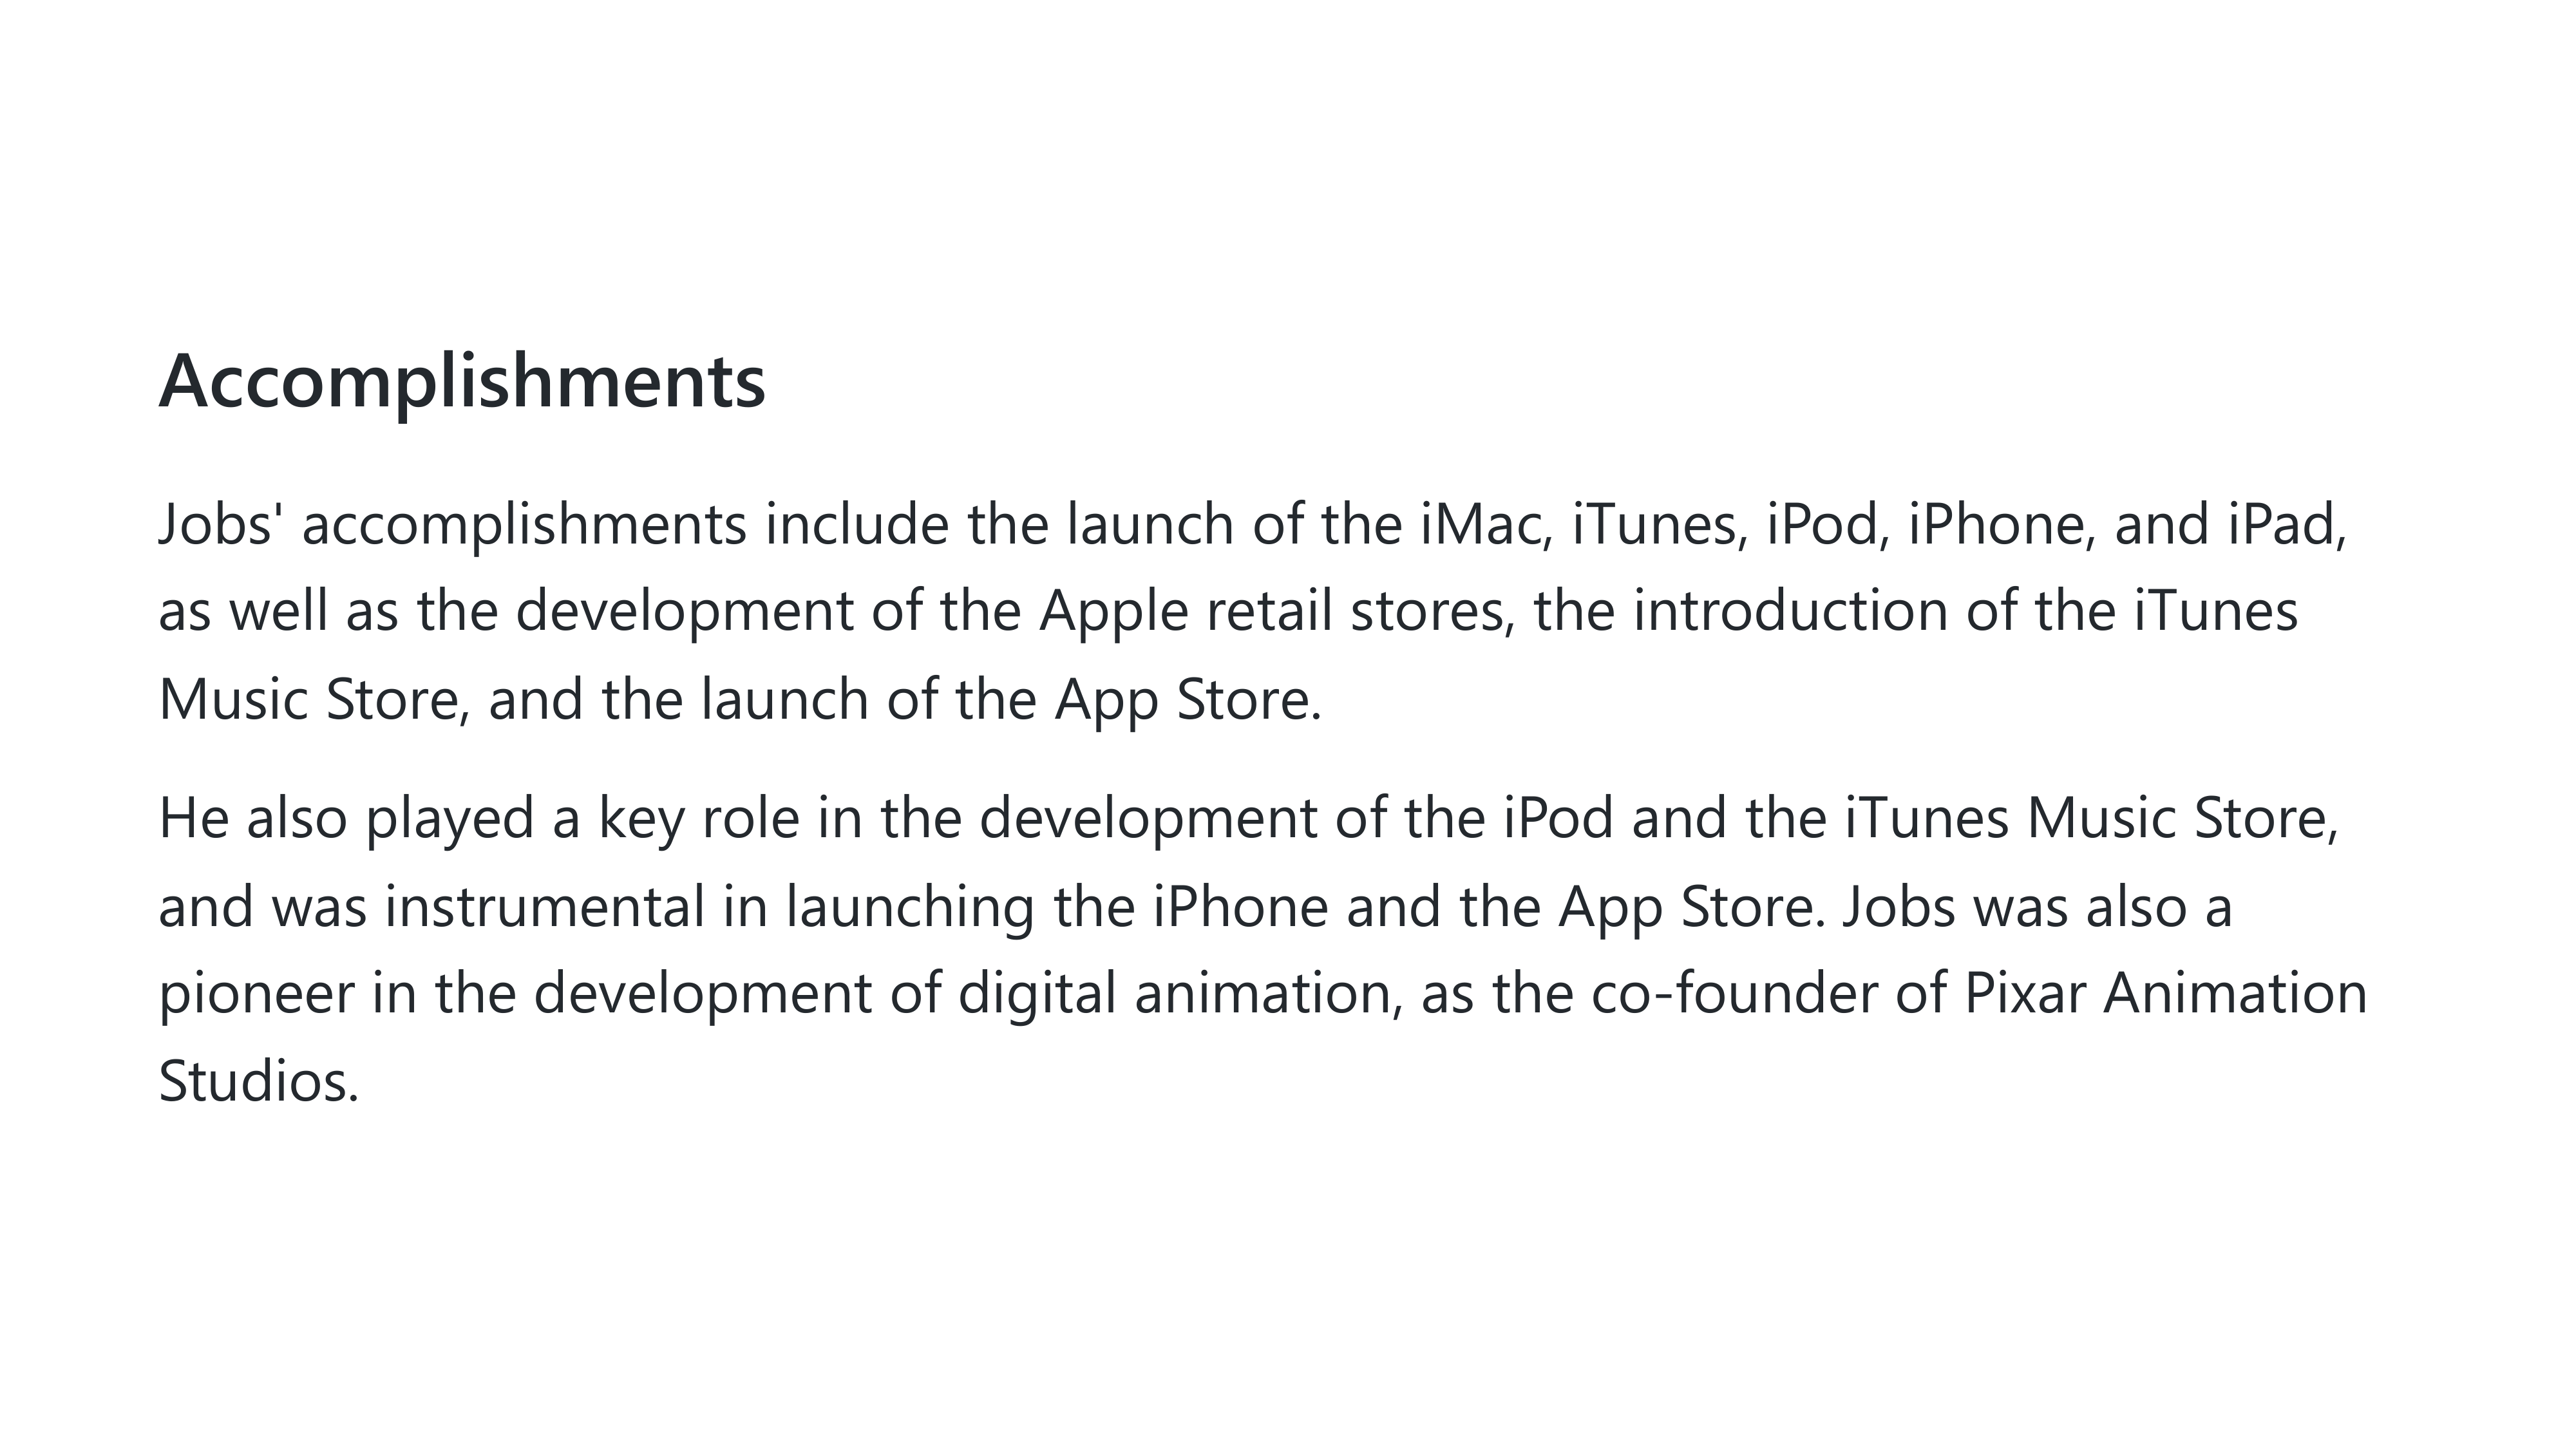 Accomplishments
Jobs' accomplishments include the launch of the iMac, iTunes, iPod, iPhone, and iPad,
as well as the development of the Apple retail stores, the introduction of the iTunes
Music Store, and the launch of the App Store.
He also played a key role in the development of the iPod and the iTunes Music Store,
and was instrumental in launching the iPhone and the App Store. Jobs was also a
pioneer in the development of digital animation, as the co-founder of Pixar Animation
Studios.